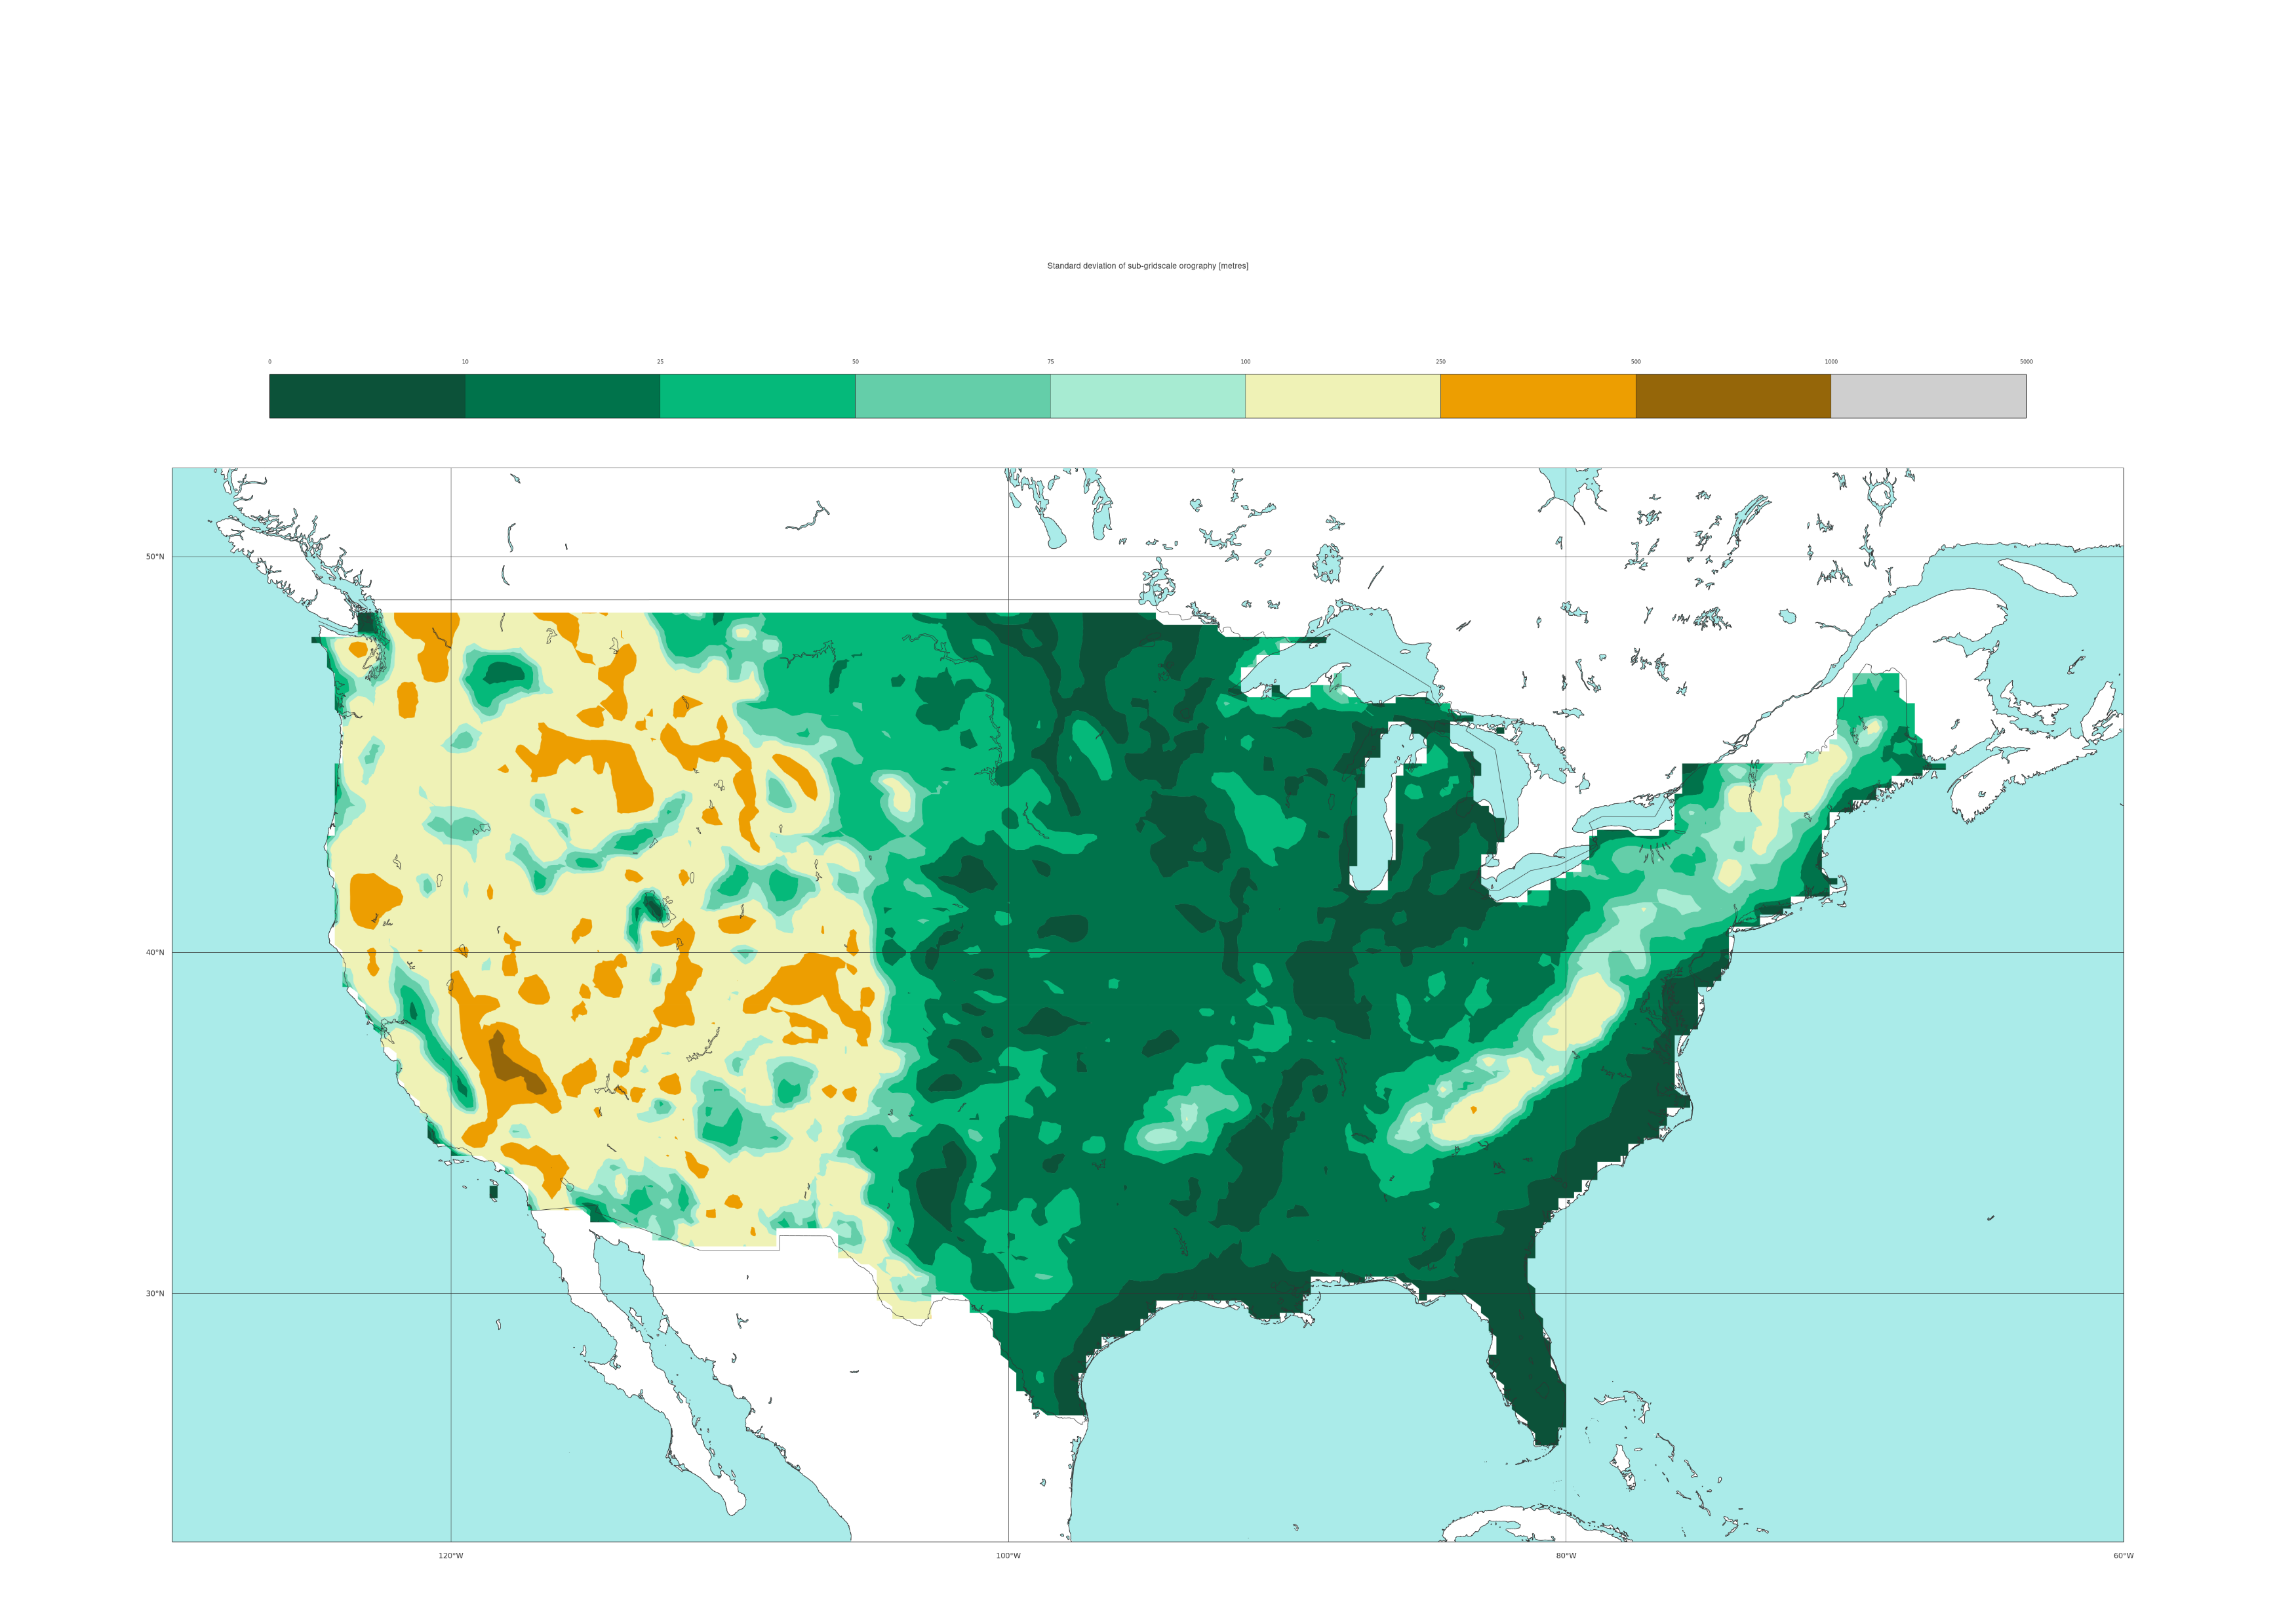 Standard deviation of sub-gridscale orography [metres]
0 10 25 50 75 100 250 500 1000 5000
50°N
40°N
30°N
120°W 100°W 80°W 60°W